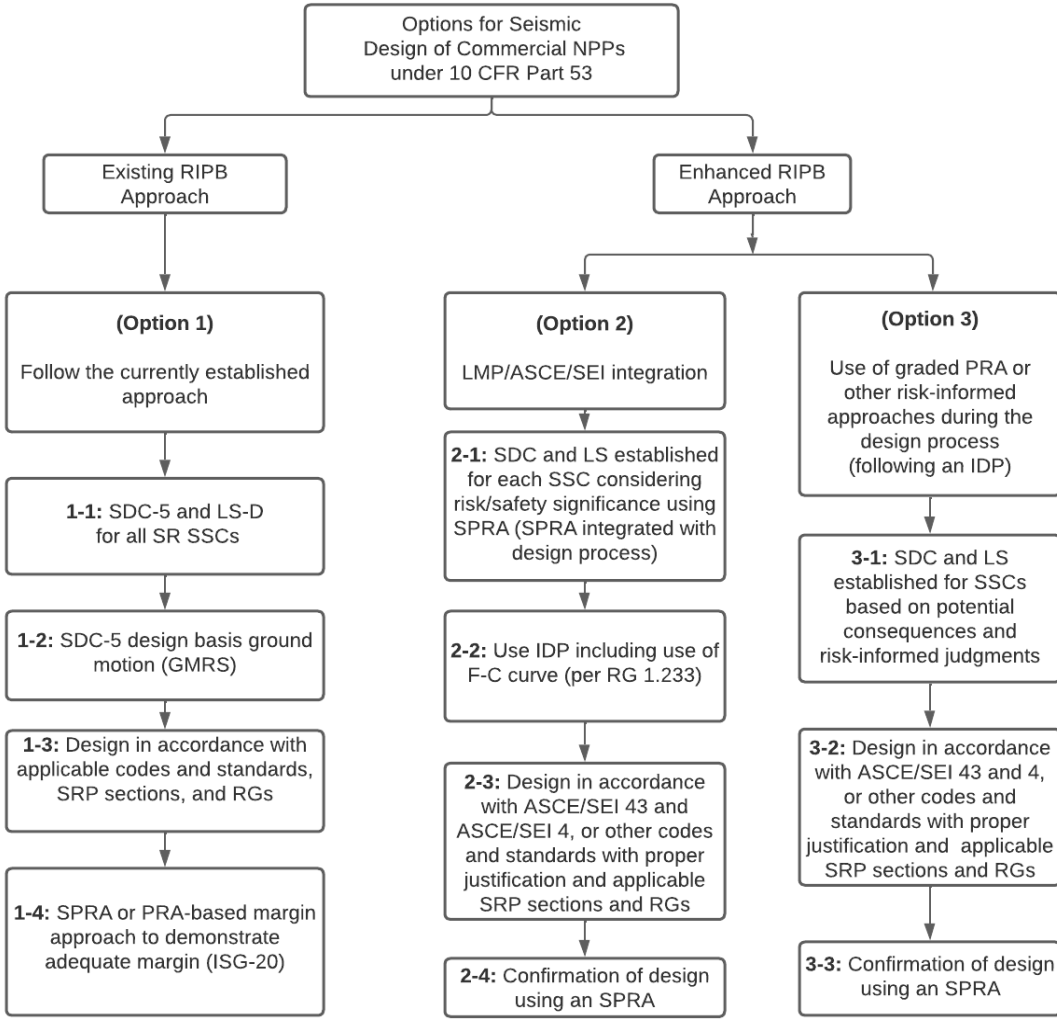 Options for Seismic
Design of Commercial NPPs
under 10 CFR Part 53
Existing RIPB
Approach
Enhanced RIPB
Approach
(Option 1)
Follow the currently established
approach
1-1: SDC-5 and LS-D
for all SR SSCs
1-2: SDC-5 design basis ground
motion (GMRS)
1-3: Design in accordance with
applicable codes and standards,
SRP sections, and RGs
1-4: SPRA or PRA-based margin
approach to demonstrate
adequate margin (ISG-20)
(Option 2)
LMP/ASCE/SEI integration
2-1: SDC and LS established
for each SSC considering
risk/safety significance using
SPRA (SPRA integrated with
design process)
2-2: Use IDP including use of
F-C curve (per RG 1.233)
2-3: Design in accordance
with ASCE/SEI 43 and
ASCE/SEI 4, or other codes
and standards with proper
justification and applicable
SRP sections and RGs
2-4: Confirmation of design
using an SPRA
(Option 3)
Use of graded PRA or
other risk-informed
approaches during the
design process
(following an IDP)
3-1: SDC and LS
established for SSCs
based on potential
consequences and
risk-informed judgments
3-2: Design in accordance
with ASCE/SEI 43 and 4,
or other codes and
standards with proper
justification and applicable
SRP sections and RGs
3-3: Confirmation of design
using an SPRA